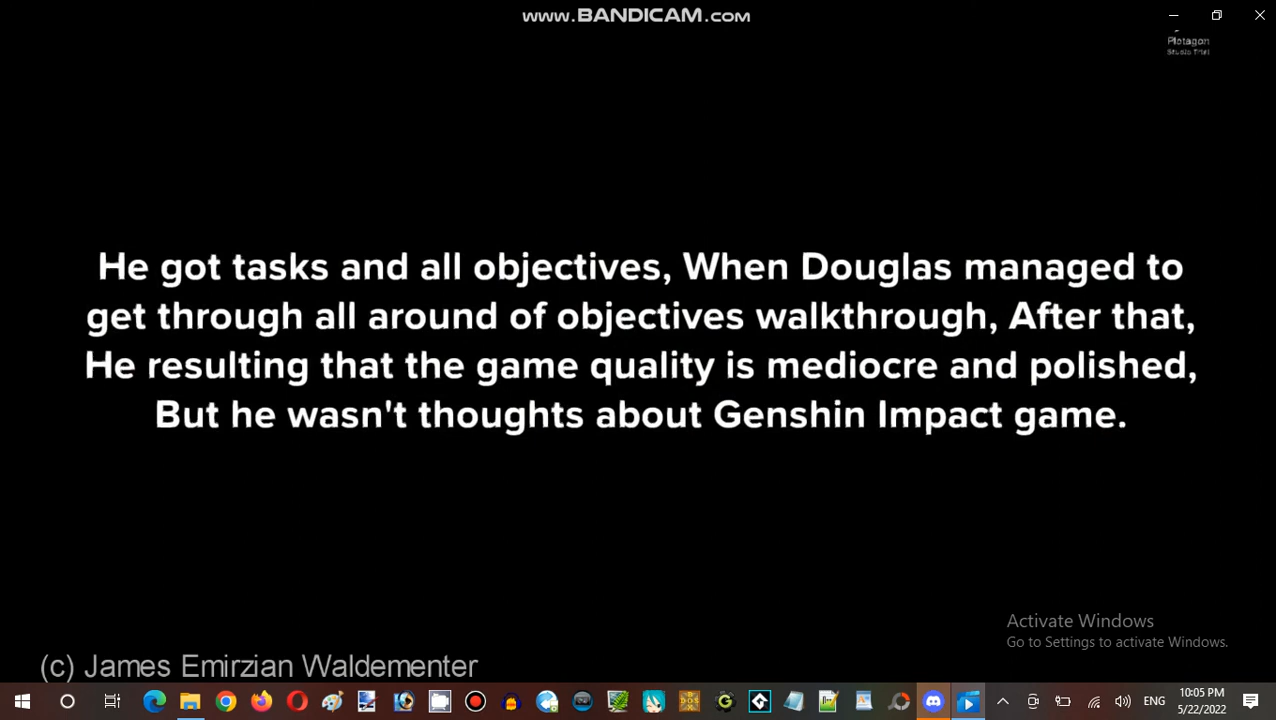 www.BANDICAM.com
Plotagon
Studio Trial
He got tasks and all objectives, When Douglas managed to
get through all around of objectives walkthrough, After that,
He resulting that the game quality is mediocre and polished,
But he wasn't thoughts about Genshin Impact game.
Activate Windows
Go to Settings to activate Windows.
(c) James Emirzian Waldementer
ENG
10:05 PM
5/22/2022